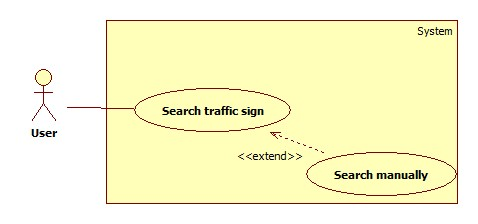 System
Search traffic sign
User
<<extend>>
Search manually